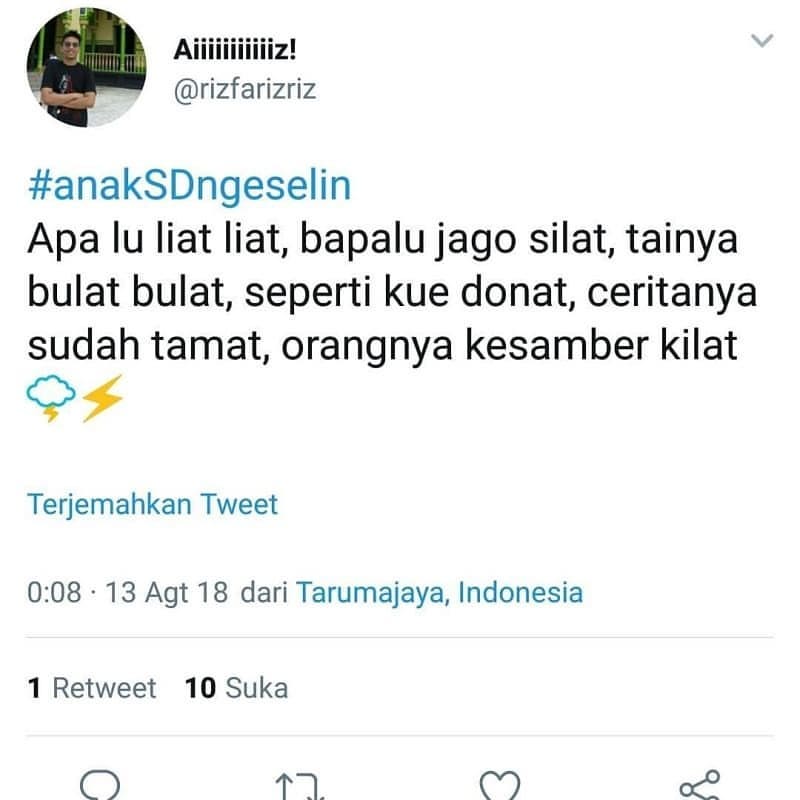 Aiiiiiiiiiiiz!
@rizfarizriz
#anakSDngeselin
Apa lu liat liat, bapalu jago silat, tainya
bulat bulat, seperti kue donat, ceritanya
sudah tamat, orangnya kesamber kilat
🌩⚡
Terjemahkan Tweet
0:08 · 13 Agt 18 dari Tarumajaya, Indonesia
1 Retweet 10 Suka